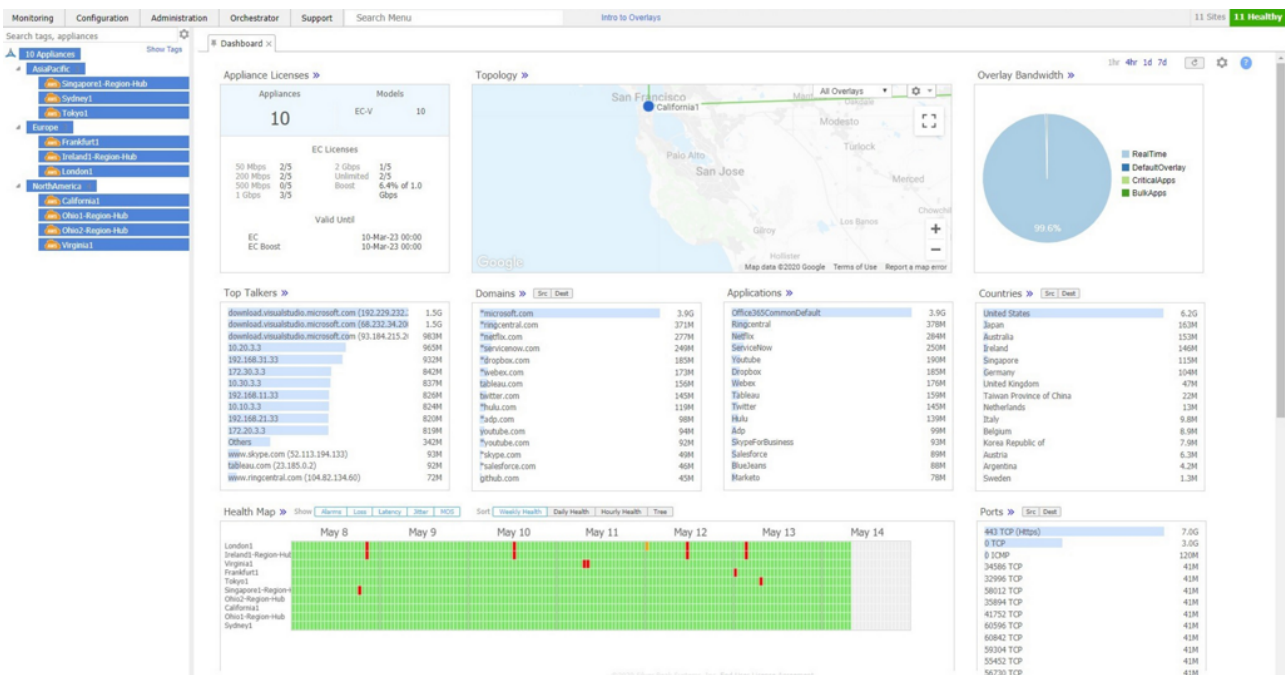 Monitoring Configuration Administration Orchestrator Support Search Menu Intro to Overlays 11 Sites 11 Healthy
Search tags, appliances
Show Tags
10 Appliances
AsiaPacific
Singapore1-Region-Hub
Sydney1
Tokyo1
Europe
Frankfurt1
Ireland1-Region-Hub
London1
NorthAmerica
California1
Ohio1-Region-Hub
Ohio2-Region-Hub
Virginia1
Dashboard ×
1hr 4hr 1d 7d
Appliance Licenses »
Appliances Models
10 EC-V 10
EC Licenses
50 Mbps 2/5 2 Gbps 1/5
200 Mbps 2/5 Unlimited 2/5
500 Mbps 0/5 Boost 6.4% of 1.0
1 Gbps 3/5 Gbps
Valid Until
EC 10-Mar-23 00:00
EC Boost 10-Mar-23 00:00
Topology »
All Overlays
San Francisco
California1
Oakdale
Modesto
Turlock
Palo Alto
San Jose
Merced
Chowchil
Los Banos
Gilroy
Hollister
Google
Map data ©2020 Google Terms of Use Report a map error
Overlay Bandwidth »
RealTime
DefaultOverlay
CriticalApps
BulkApps
99.6%
Top Talkers »
download.visualstudio.microsoft.com (192.229.232. 1.5G
download.visualstudio.microsoft.com (68.232.34.20 1.5G
download.visualstudio.microsoft.com (93.184.215.2 983M
10.20.3.3 965M
192.168.31.33 932M
172.30.3.3 842M
10.30.3.3 837M
192.168.11.33 826M
10.10.3.3 824M
192.168.21.33 820M
172.20.3.3 819M
Others 342M
www.skype.com (52.113.194.133) 93M
tableau.com (23.185.0.2) 92M
www.ringcentral.com (104.82.134.60) 72M
Domains » Src Dest
*microsoft.com 3.9G
*ringcentral.com 371M
*netflix.com 277M
*servicenow.com 249M
*dropbox.com 185M
*webex.com 173M
tableau.com 156M
twitter.com 145M
*hulu.com 119M
*adp.com 98M
youtube.com 94M
*youtube.com 92M
*skype.com 49M
*salesforce.com 46M
github.com 45M
Applications »
Office365CommonDefault 3.9G
Ringcentral 378M
Netflix 284M
ServiceNow 250M
Youtube 190M
Dropbox 185M
Webex 176M
Tableau 159M
Twitter 145M
Hulu 139M
Adp 99M
SkypeForBusiness 93M
Salesforce 89M
BlueJeans 88M
Marketo 78M
Countries » Src Dest
United States 6.2G
Japan 163M
Australia 153M
Ireland 146M
Singapore 115M
Germany 104M
United Kingdom 47M
Taiwan Province of China 22M
Netherlands 13M
Italy 9.8M
Belgium 8.9M
Korea Republic of 7.9M
Austria 6.3M
Argentina 4.2M
Sweden 1.3M
Health Map » Show Alarms Loss Latency Jitter MOS Sort Weekly Health Daily Health Hourly Health Tree
May 8 May 9 May 10 May 11 May 12 May 13 May 14
London1
Ireland1-Region-Hub
Virginia1
Frankfurt1
Tokyo1
Singapore1-Region-
Ohio2-Region-Hub
California1
Ohio1-Region-Hub
Sydney1
Ports » Src Dest
443 TCP (Https) 7.0G
0 TCP 3.0G
0 ICMP 120M
34586 TCP 41M
32996 TCP 41M
58012 TCP 41M
35894 TCP 41M
41752 TCP 41M
60596 TCP 41M
60842 TCP 41M
59304 TCP 41M
55452 TCP 41M
56730 TCP 41M